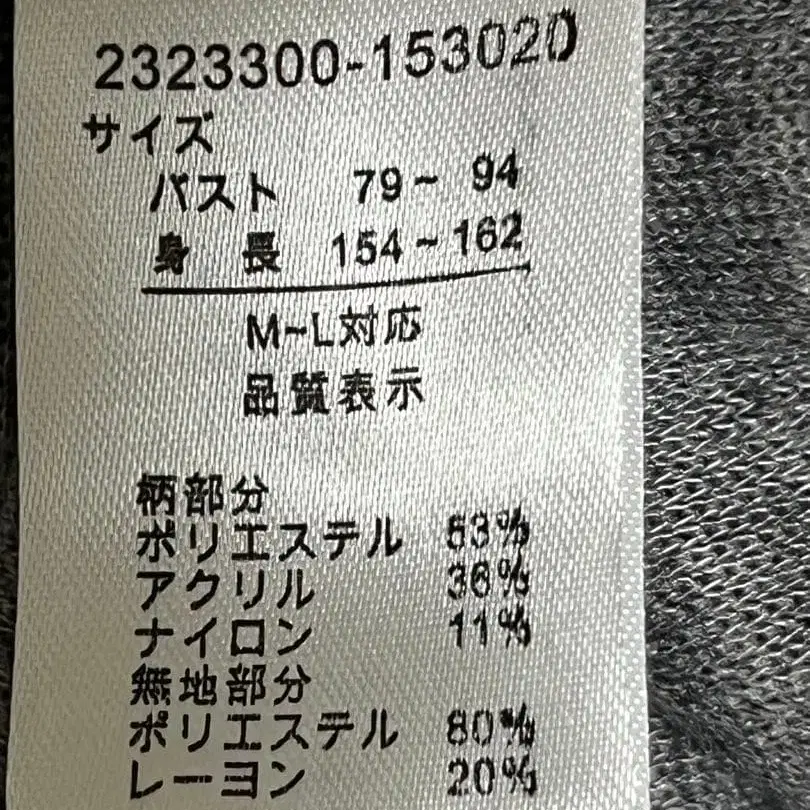 2323300-153020
サイズ
バスト 79~ 94
身 長 154~162
M~L対応
品質表示
柄部分
ポリエステル 53%
アクリル 36%
ナイロン 11%
無地部分
ポリエステル 80%
レーヨン 20%